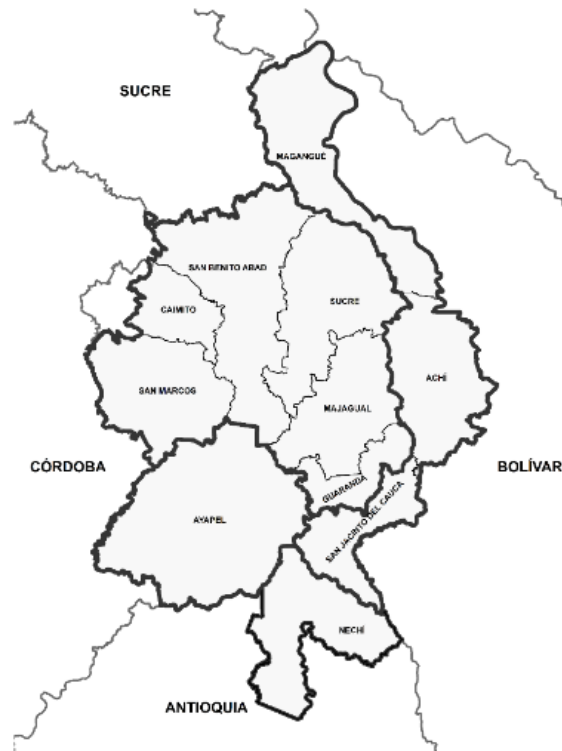 SUCRE
MAGANGUÉ
SAN BENITO ABAD
CAIMITO
SUCRE
ACHÍ
SAN MARCOS
MAJAGUAL
CÓRDOBA
BOLÍVAR
GUARANDA
SAN JACINTO DEL CAUCA
AYAPEL
NECHÍ
ANTIOQUIA